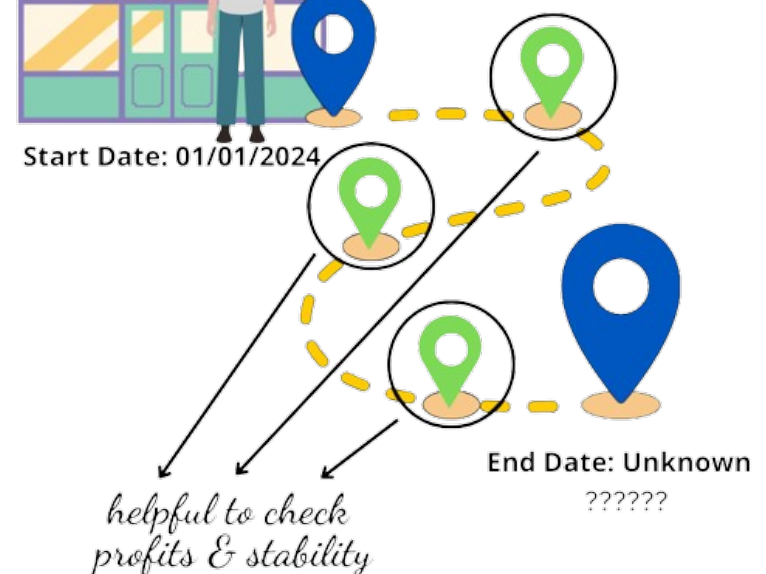 Start Date: 01/01/2024
End Date: Unknown
??????
helpful to check
profits & stability